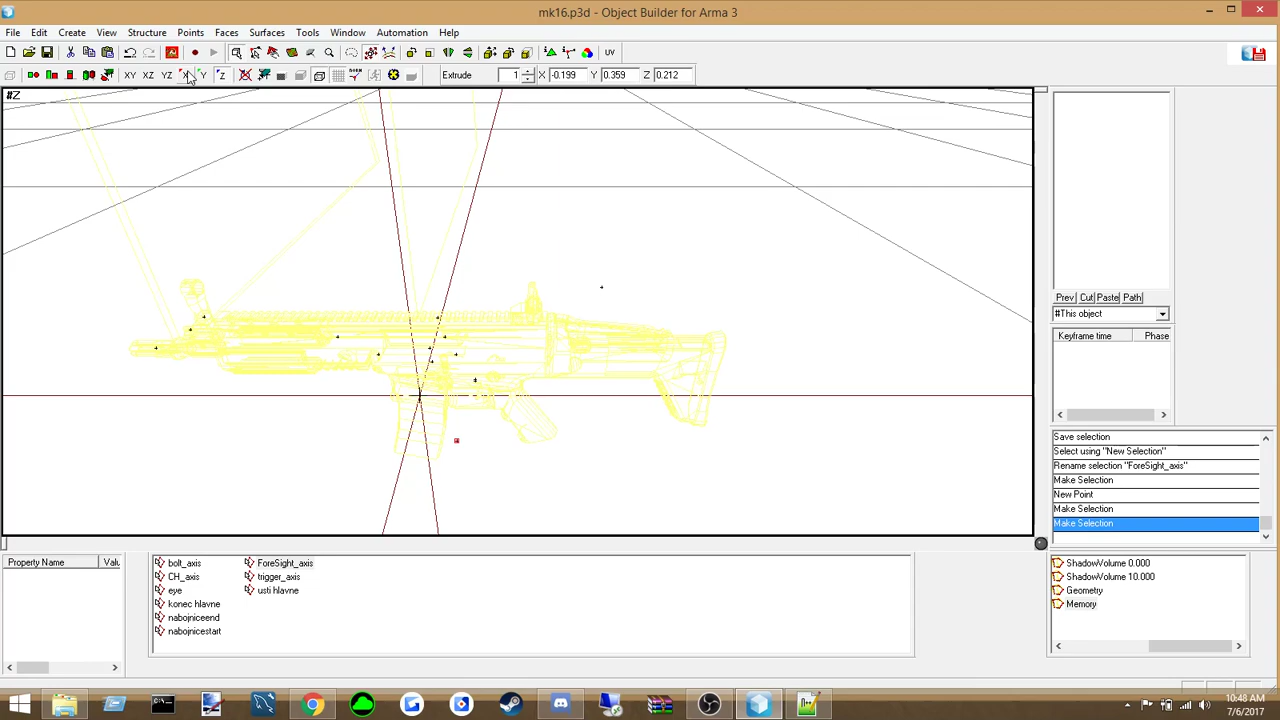 mk16.p3d - Object Builder for Arma 3
File Edit Create View Structure Points Faces Surfaces Tools Window Automation Help
UV
XY XZ YZ X Y Z Extrude 1 X -0.199 Y 0.359 Z 0.212
#Z
Prev Cut Paste Path
#This object
Keyframe time Phase
Save selection
Select using "New Selection"
Rename selection "ForeSight_axis"
Make Selection
New Point
Make Selection
Make Selection
Property Name Valu
bolt_axis
CH_axis
eye
konec hlavne
nabojniceend
nabojnicestart
ForeSight_axis
trigger_axis
usti hlavne
ShadowVolume 0.000
ShadowVolume 10.000
Geometry
Memory
10:48 AM
7/6/2017